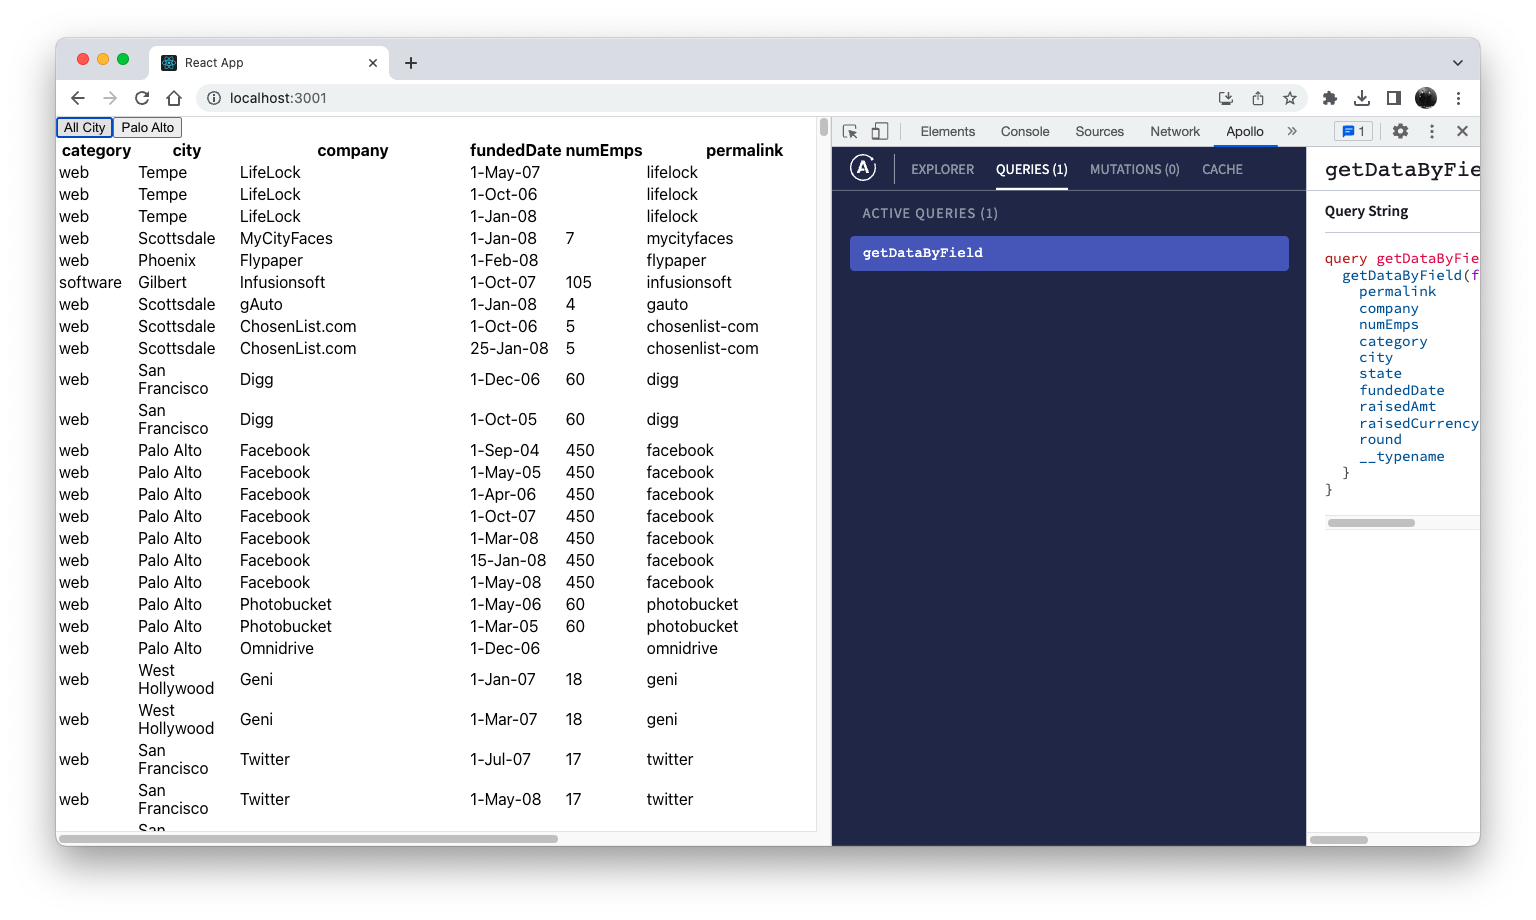 React App
localhost:3001
All City Palo Alto
category city company fundedDate numEmps permalink
web Tempe LifeLock 1-May-07 lifelock
web Tempe LifeLock 1-Oct-06 lifelock
web Tempe LifeLock 1-Jan-08 lifelock
web Scottsdale MyCityFaces 1-Jan-08 7 mycityfaces
web Phoenix Flypaper 1-Feb-08 flypaper
software Gilbert Infusionsoft 1-Oct-07 105 infusionsoft
web Scottsdale gAuto 1-Jan-08 4 gauto
web Scottsdale ChosenList.com 1-Oct-06 5 chosenlist-com
web Scottsdale ChosenList.com 25-Jan-08 5 chosenlist-com
web San Francisco Digg 1-Dec-06 60 digg
web San Francisco Digg 1-Oct-05 60 digg
web Palo Alto Facebook 1-Sep-04 450 facebook
web Palo Alto Facebook 1-May-05 450 facebook
web Palo Alto Facebook 1-Apr-06 450 facebook
web Palo Alto Facebook 1-Oct-07 450 facebook
web Palo Alto Facebook 1-Mar-08 450 facebook
web Palo Alto Facebook 15-Jan-08 450 facebook
web Palo Alto Facebook 1-May-08 450 facebook
web Palo Alto Photobucket 1-May-06 60 photobucket
web Palo Alto Photobucket 1-Mar-05 60 photobucket
web Palo Alto Omnidrive 1-Dec-06 omnidrive
web West Hollywood Geni 1-Jan-07 18 geni
web West Hollywood Geni 1-Mar-07 18 geni
web San Francisco Twitter 1-Jul-07 17 twitter
web San Francisco Twitter 1-May-08 17 twitter
San
Elements Console Sources Network Apollo » 1
EXPLORER QUERIES (1) MUTATIONS (0) CACHE
ACTIVE QUERIES (1)
getDataByField
getDataByFie
Query String
query getDataByFie
getDataByField(f
permalink
company
numEmps
category
city
state
fundedDate
raisedAmt
raisedCurrency
round
__typename
}
}